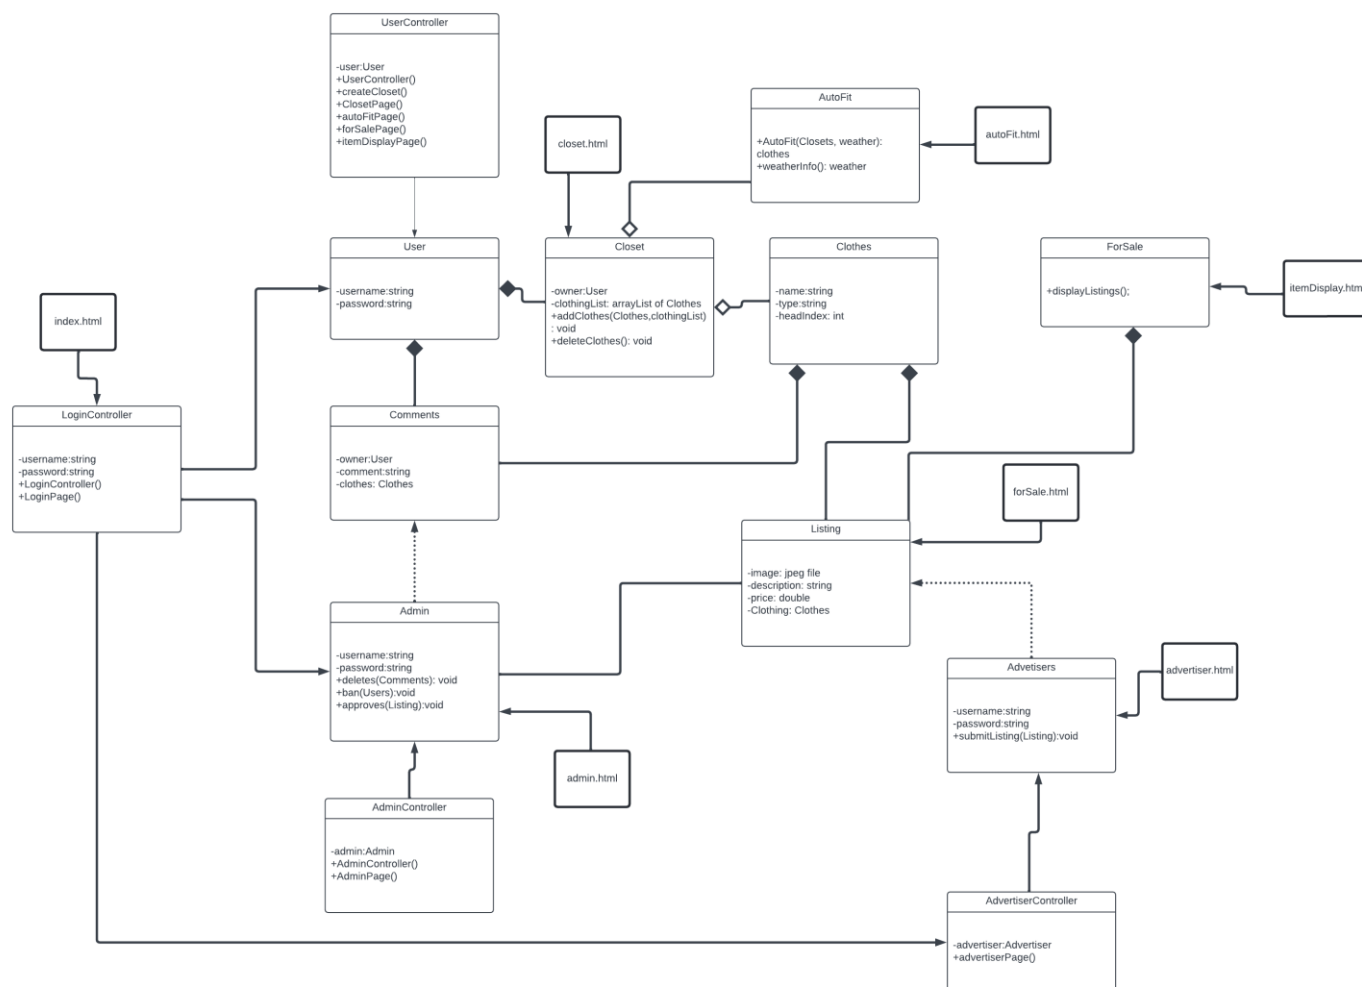 UserController
-user:User
+UserController()
+createCloset()
+ClosetPage()
+autoFitPage()
+forSalePage()
+itemDisplayPage()
closet.html
AutoFit
+AutoFit(Closets, weather):
clothes
+weatherInfo(): weather
autoFit.html
User
-username:string
-password:string
Closet
-owner:User
-clothingList: arrayList of Clothes
+addClothes(Clothes,clothingList)
: void
+deleteClothes(): void
Clothes
-name:string
-type:string
-headIndex: int
ForSale
+displayListings();
itemDisplay.htm
index.html
LoginController
-username:string
-password:string
+LoginController()
+LoginPage()
Comments
-owner:User
-comment:string
-clothes: Clothes
forSale.html
Listing
-image: jpeg file
-description: string
-price: double
-Clothing: Clothes
Admin
-username:string
-password:string
+deletes(Comments): void
+ban(Users):void
+approves(Listing):void
admin.html
Advetisers
-username:string
-password:string
+submitListing(Listing):void
advertiser.html
AdminController
-admin:Admin
+AdminController()
+AdminPage()
AdvertiserController
-advertiser:Advertiser
+advertiserPage()